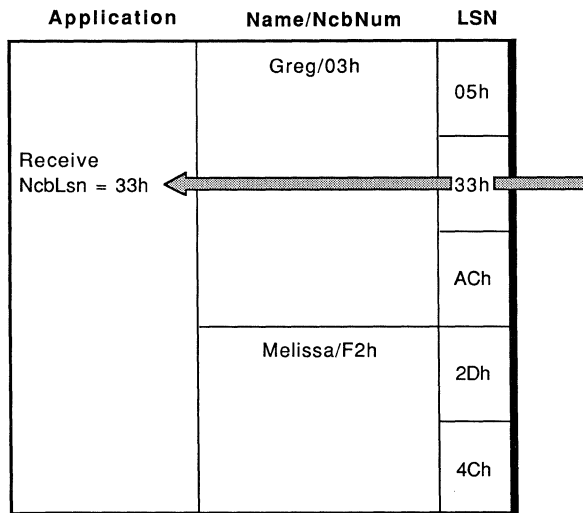 Application Name/NcbNum LSN
Greg/03h
05h
Receive
NcbLsn = 33h
33h
ACh
Melissa/F2h
2Dh
4Ch